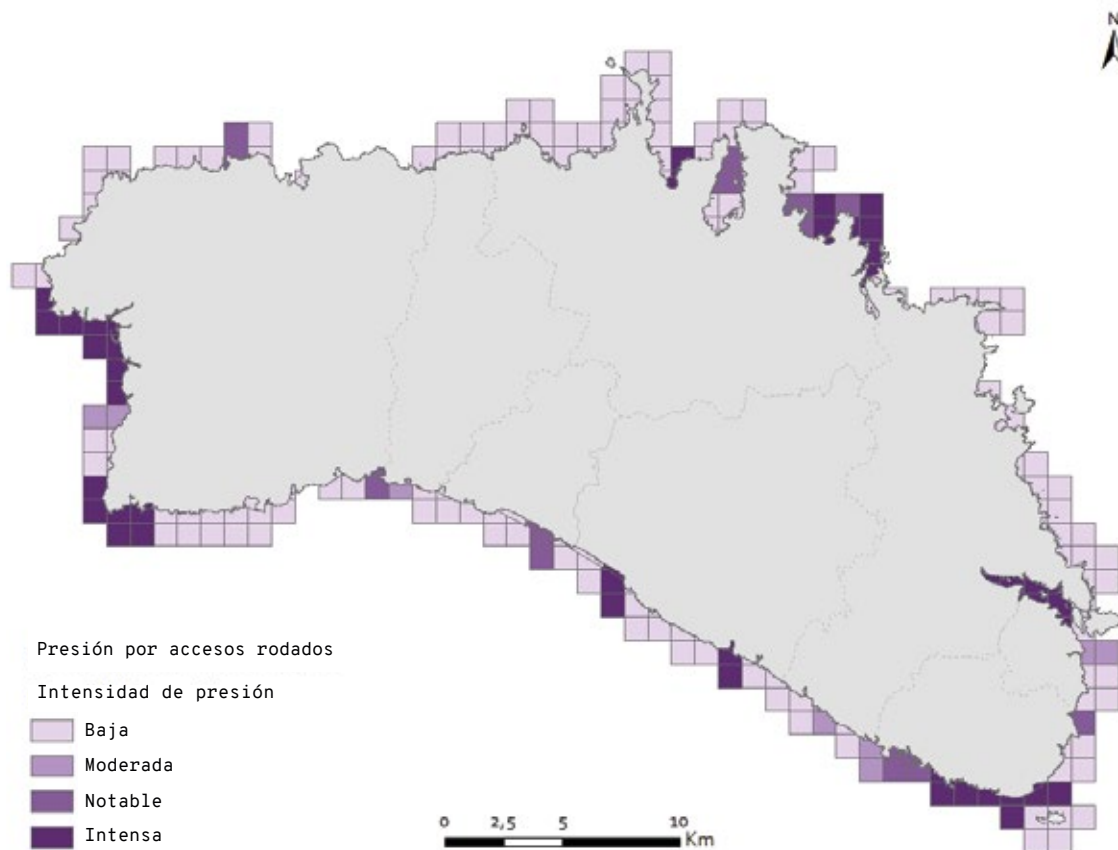 N
Presión por accesos rodados
Intensidad de presión
Baja
Moderada
Notable
Intensa
0 2,5 5 10
Km